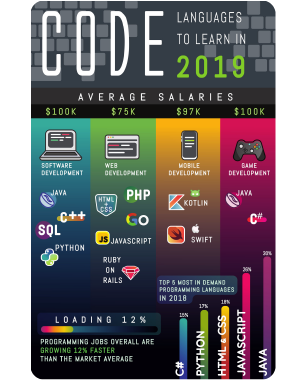 CODE
LANGUAGES
TO LEARN IN
2019
AVERAGE SALARIES
$100K $75K $97K $100K
SOFTWARE
DEVELOPMENT
WEB
DEVELOPMENT
MOBILE
DEVELOPMENT
GAME
DEVELOPMENT
JAVA
C++
SQL
PYTHON
HTML
+
CSS
PHP
GO
JS JAVASCRIPT
RUBY
ON
RAILS
KOTLIN
SWIFT
JAVA
C#
LOADING 12%
PROGRAMMING JOBS OVERALL ARE
GROWING 12% FASTER
THAN THE MARKET AVERAGE
TOP 5 MOST IN DEMAND
PROGRAMMING LANGUAGES
IN 2018
15% 17% 18% 26% 30%
C#
PYTHON
HTML & CSS
JAVASCRIPT
JAVA